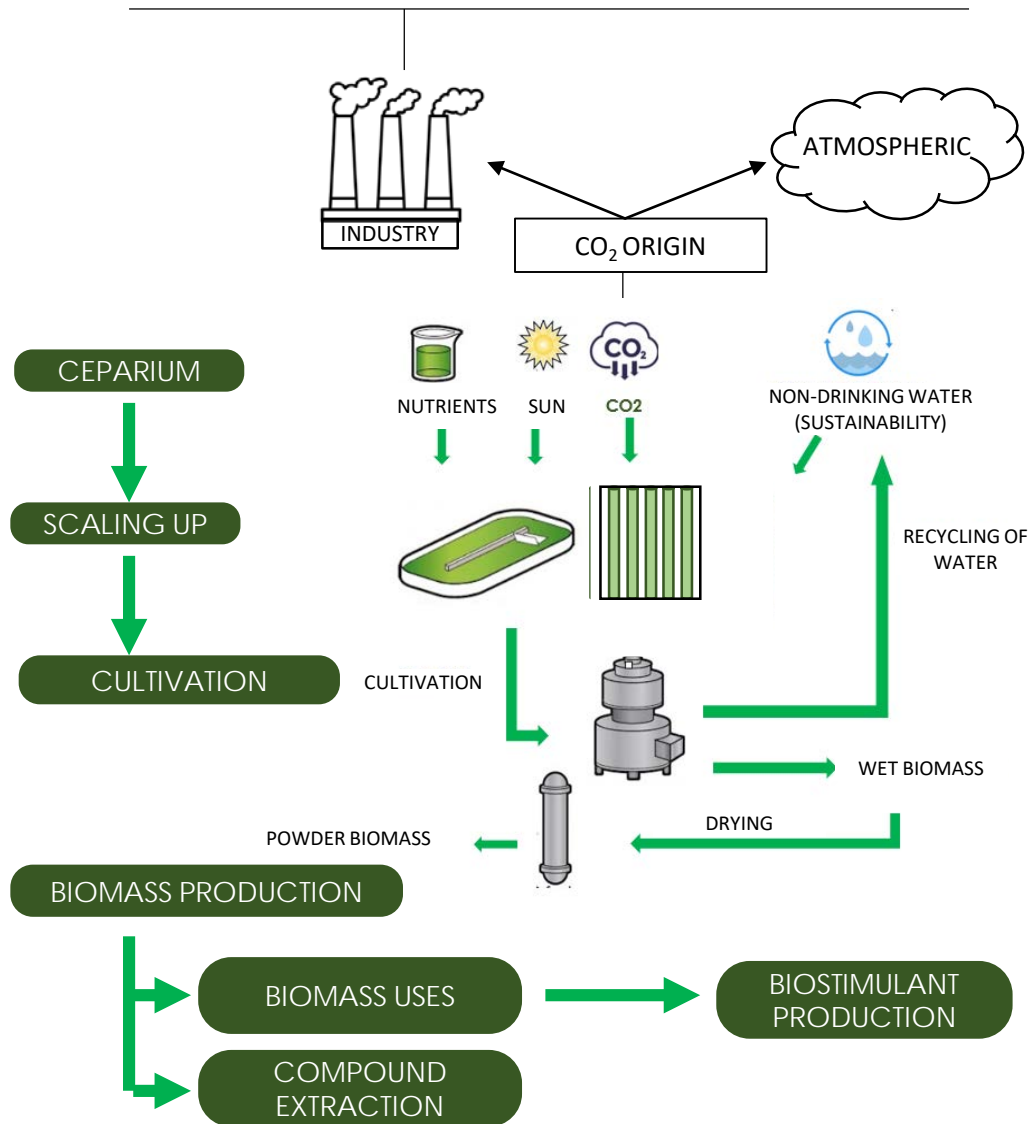 ATMOSPHERIC
INDUSTRY
CO₂ ORIGIN
CO₂
NUTRIENTS
SUN
CO2
NON-DRINKING WATER
(SUSTAINABILITY)
CEPARIUM
SCALING UP
RECYCLING OF
WATER
CULTIVATION
CULTIVATION
WET BIOMASS
DRYING
POWDER BIOMASS
BIOMASS PRODUCTION
BIOMASS USES
BIOSTIMULANT
PRODUCTION
COMPOUND
EXTRACTION